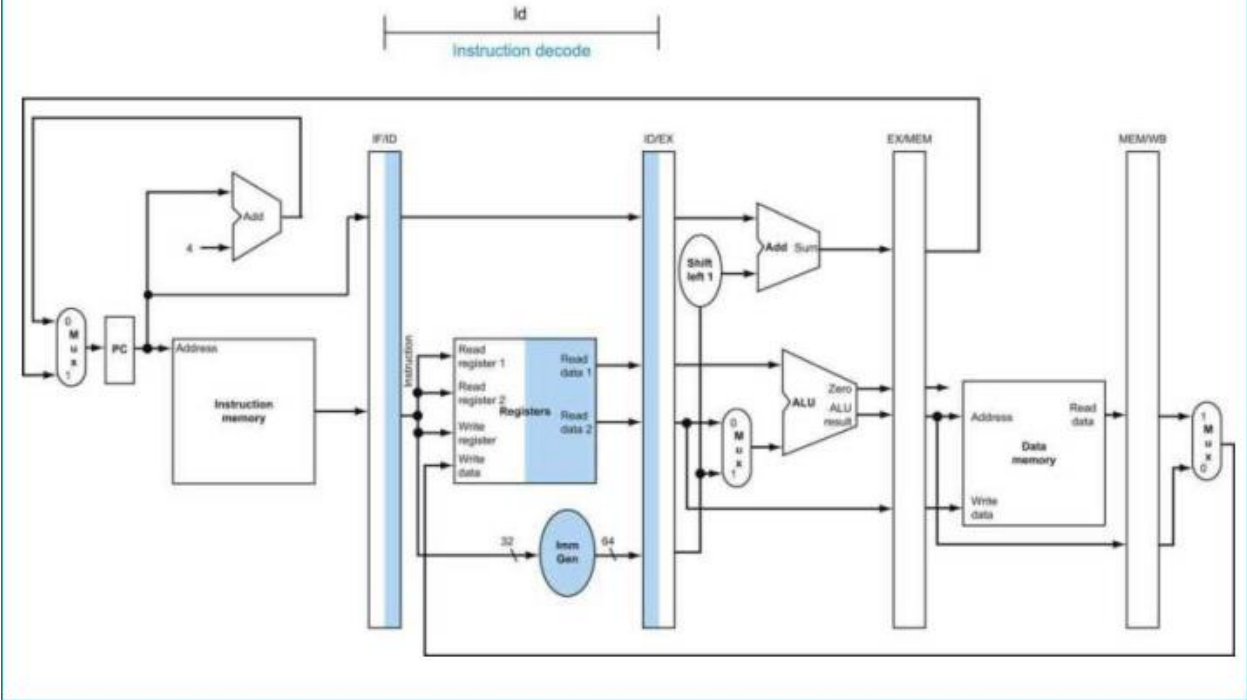 ld
Instruction decode
IF/ID
ID/EX
EX/MEM
MEM/WB
Add
4
Add Sum
Shift
left 1
0
M
u
x
1
PC
Address
Instruction
memory
Instruction
Read
register 1
Read
register 2
Registers
Write
register
Write
data
Read
data 1
Read
data 2
0
M
u
x
1
ALU
Zero
ALU
result
Address
Read
data
Data
memory
Write
data
1
M
u
x
0
32
Imm
Gen
64